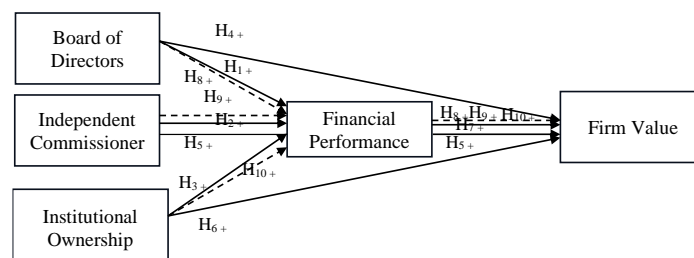 Board of
Directors
H4 +
H1 +
H8 +
H9 +
Independent
Commissioner
H2 +
H5 +
Financial
Performance
H8 + H9 + H10 +
H7 +
H5 +
Firm Value
H3 +
H10 +
Institutional
Ownership
H6 +